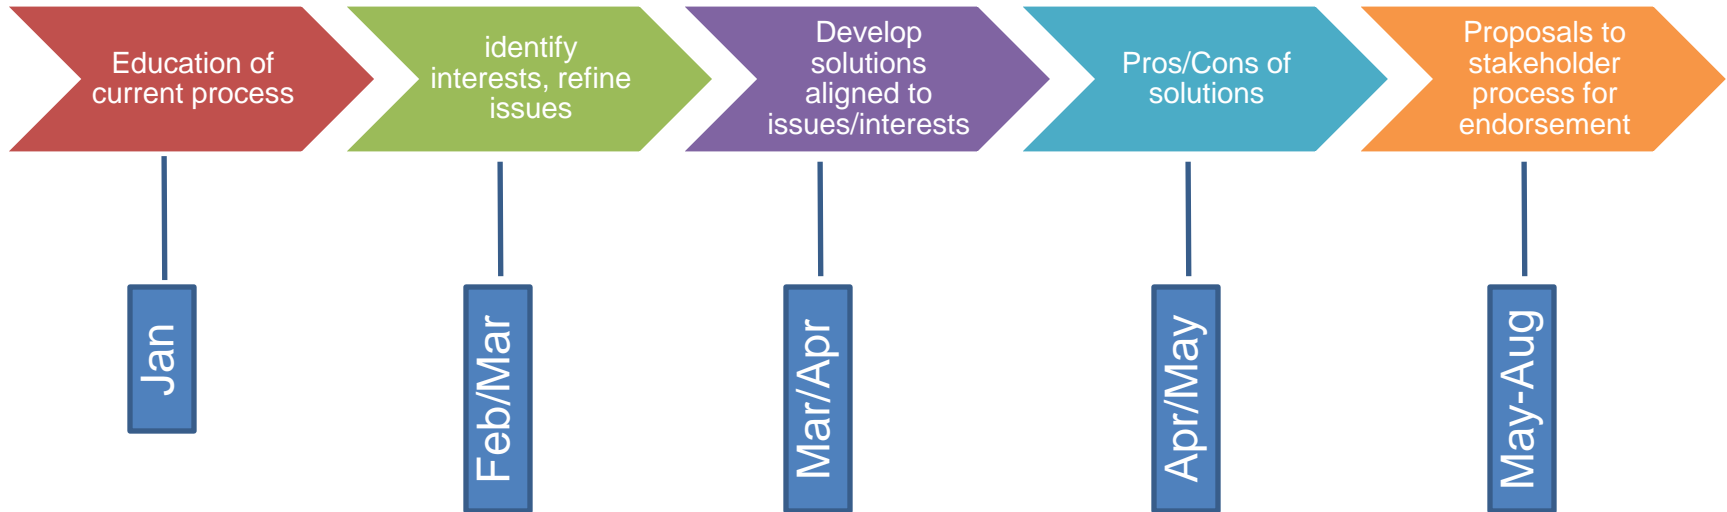 Education of
current process
identify
interests, refine
issues
Develop
solutions
aligned to
issues/interests
Pros/Cons of
solutions
Proposals to
stakeholder
process for
endorsement
Jan
Feb/Mar
Mar/Apr
Apr/May
May-Aug